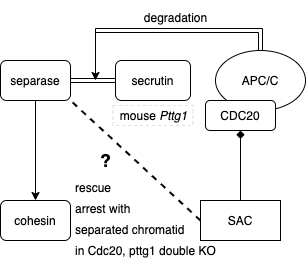 degradation
separase
secrutin
APC/C
mouse Pttg1
CDC20
?
rescue
arrest with
separated chromatid
in Cdc20, pttg1 double KO
cohesin
SAC